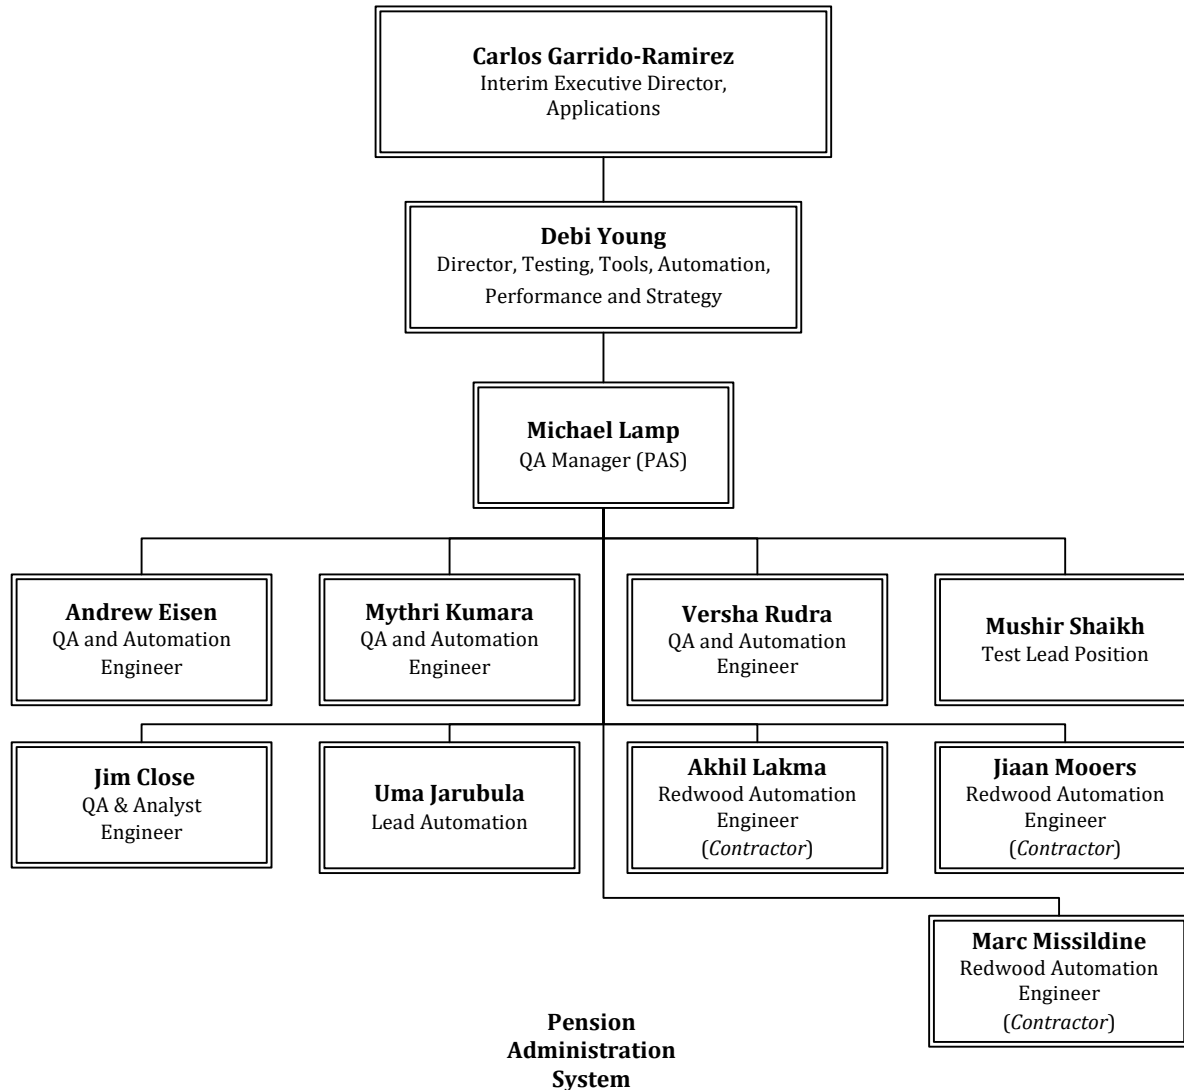 Carlos Garrido-Ramirez
Interim Executive Director,
Applications
Debi Young
Director, Testing, Tools, Automation,
Performance and Strategy
Michael Lamp
QA Manager (PAS)
Andrew Eisen
QA and Automation
Engineer
Mythri Kumara
QA and Automation
Engineer
Versha Rudra
QA and Automation
Engineer
Mushir Shaikh
Test Lead Position
Jim Close
QA & Analyst
Engineer
Uma Jarubula
Lead Automation
Akhil Lakma
Redwood Automation
Engineer
(Contractor)
Jiaan Mooers
Redwood Automation
Engineer
(Contractor)
Marc Missildine
Redwood Automation
Engineer
(Contractor)
Pension
Administration
System